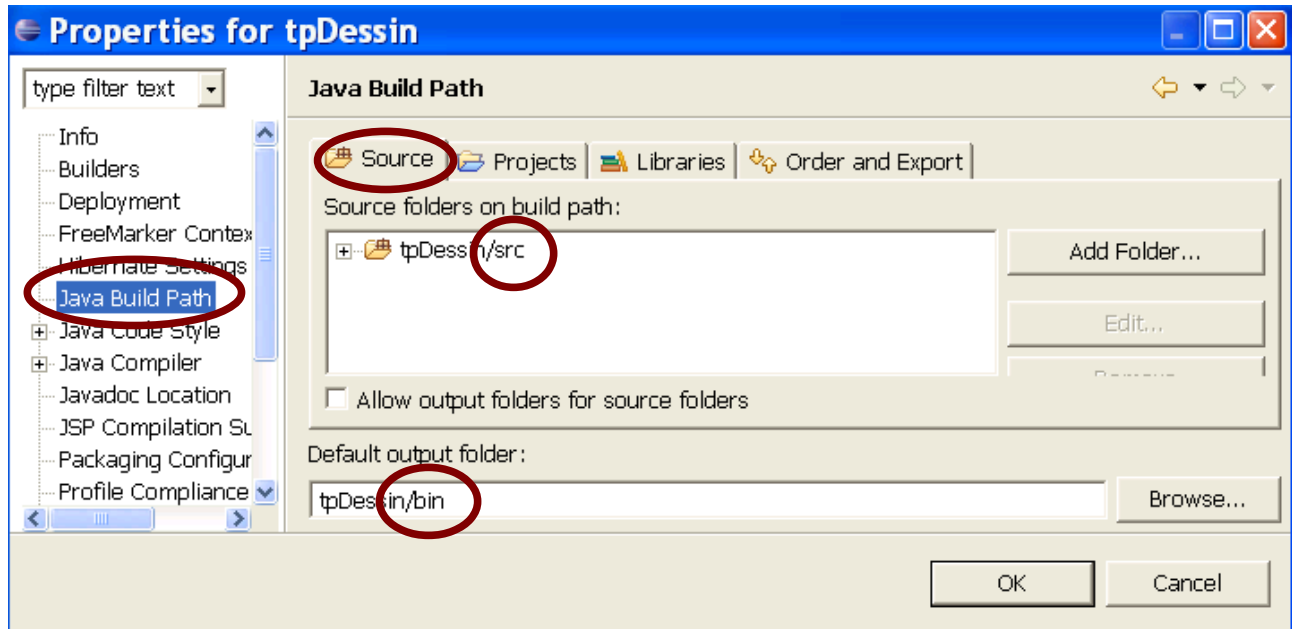 Properties for tpDessin
type filter text
Info
Builders
Deployment
FreeMarker Contex
Hibernate Settings
Java Build Path
Java Code Style
Java Compiler
Javadoc Location
JSP Compilation Su
Packaging Configur
Profile Compliance
Java Build Path
Source Projects Libraries Order and Export
Source folders on build path:
tpDessin/src
Add Folder...
Edit...
Remove
Allow output folders for source folders
Default output folder:
tpDessin/bin
Browse...
OK Cancel